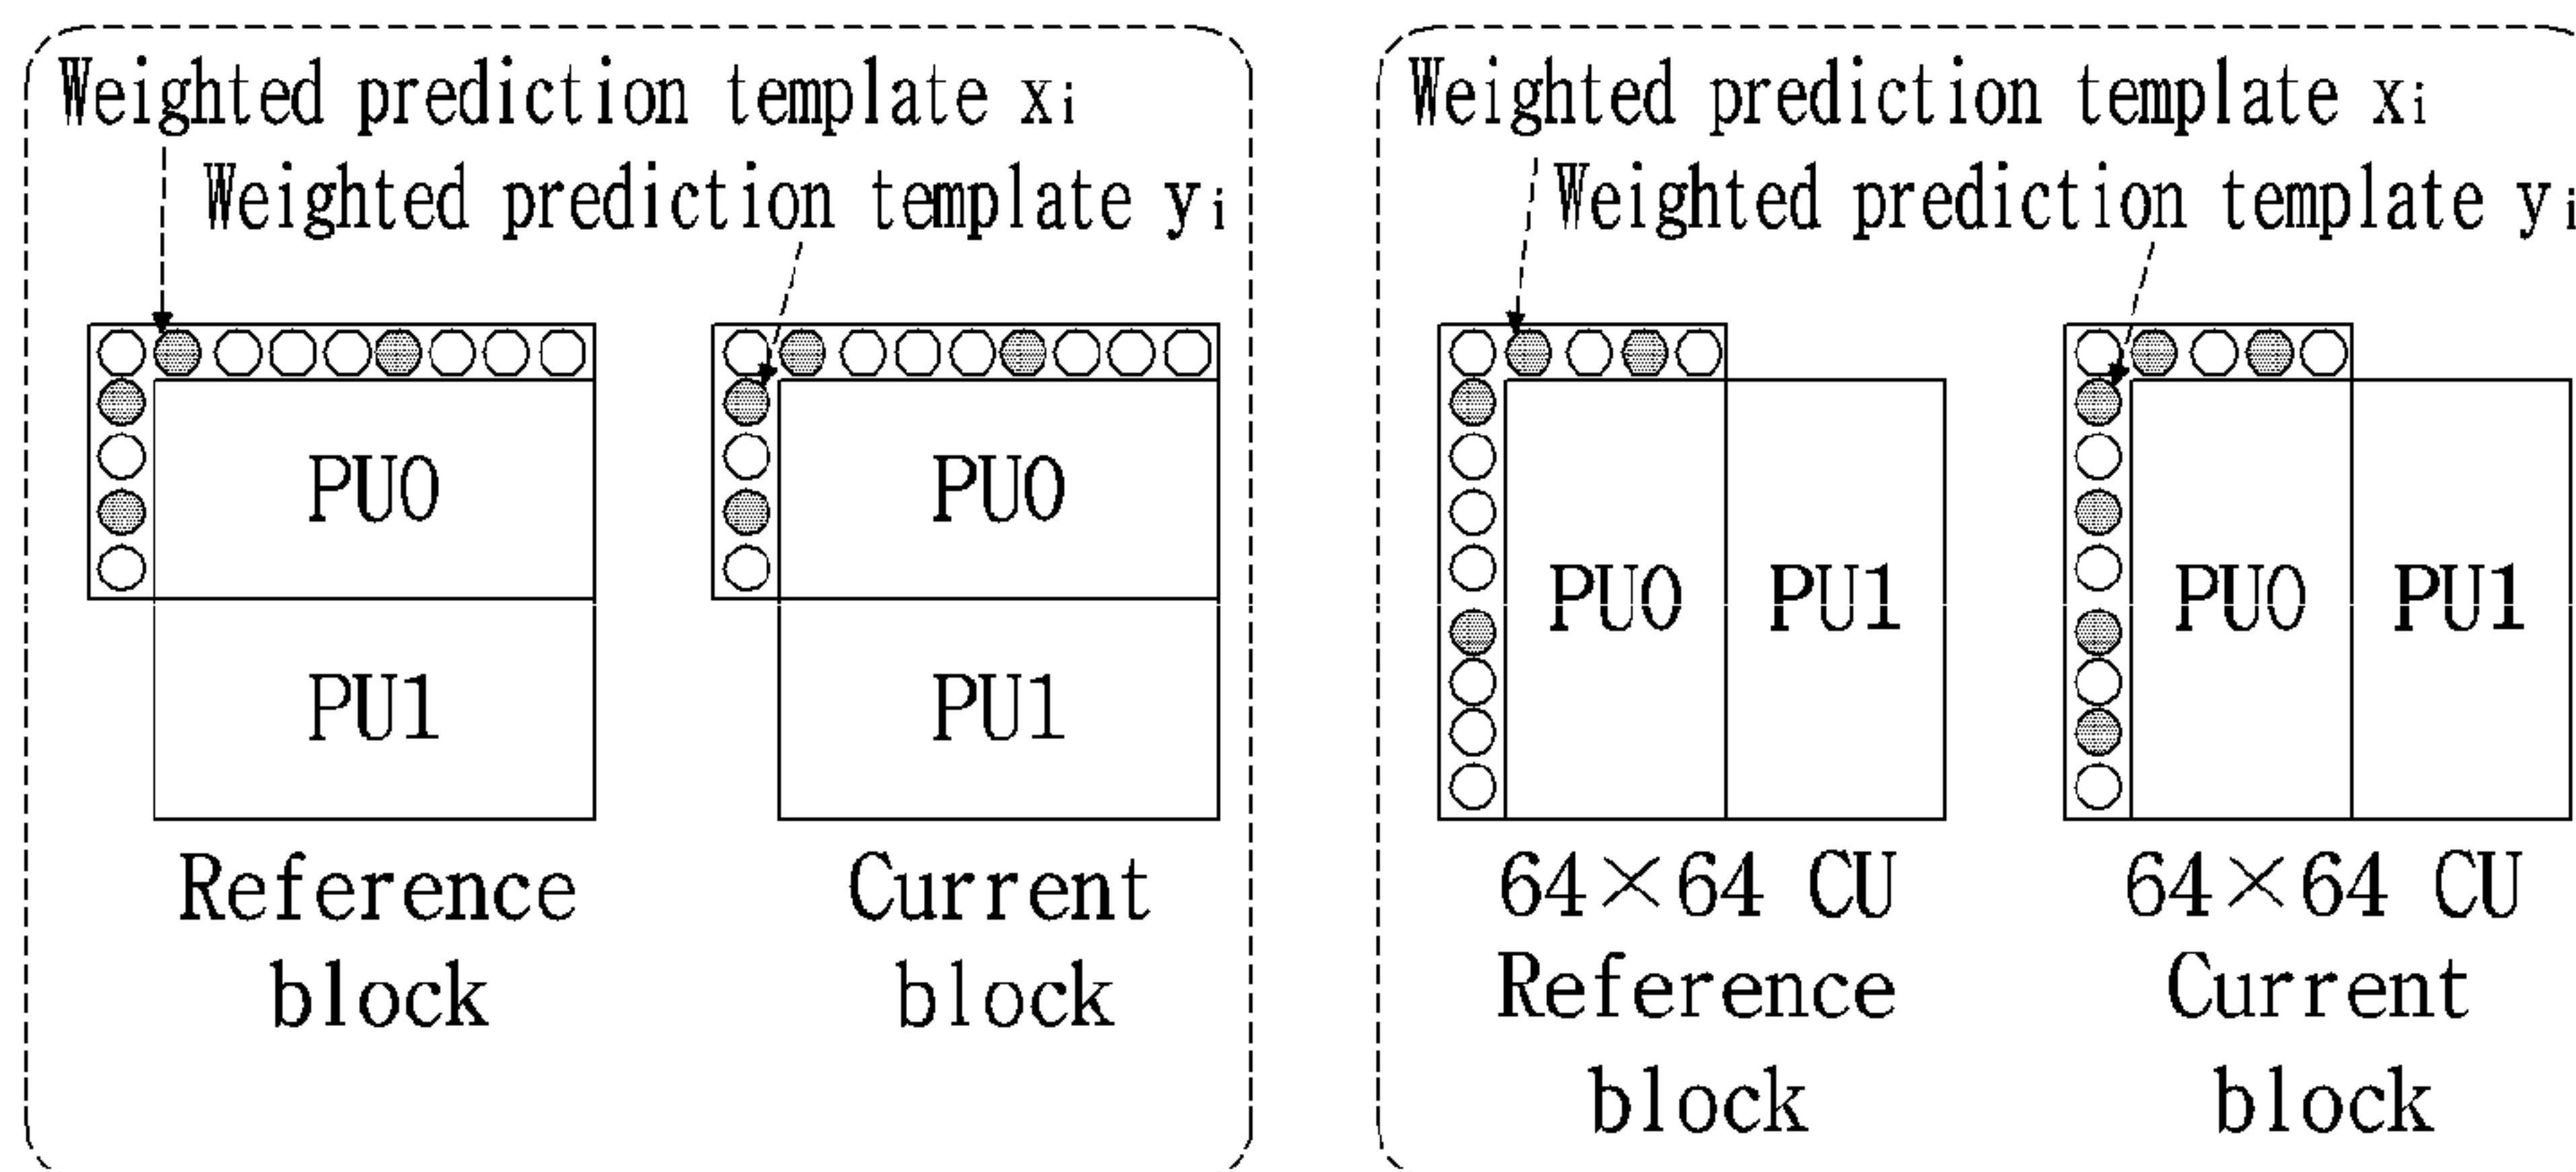 Weighted prediction template xi
Weighted prediction template yi
PU0
PU1
Reference
block
PU0
PU1
Current
block
Weighted prediction template xi
Weighted prediction template yi
PU0 PU1
64×64 CU
Reference
block
PU0 PU1
64×64 CU
Current
block